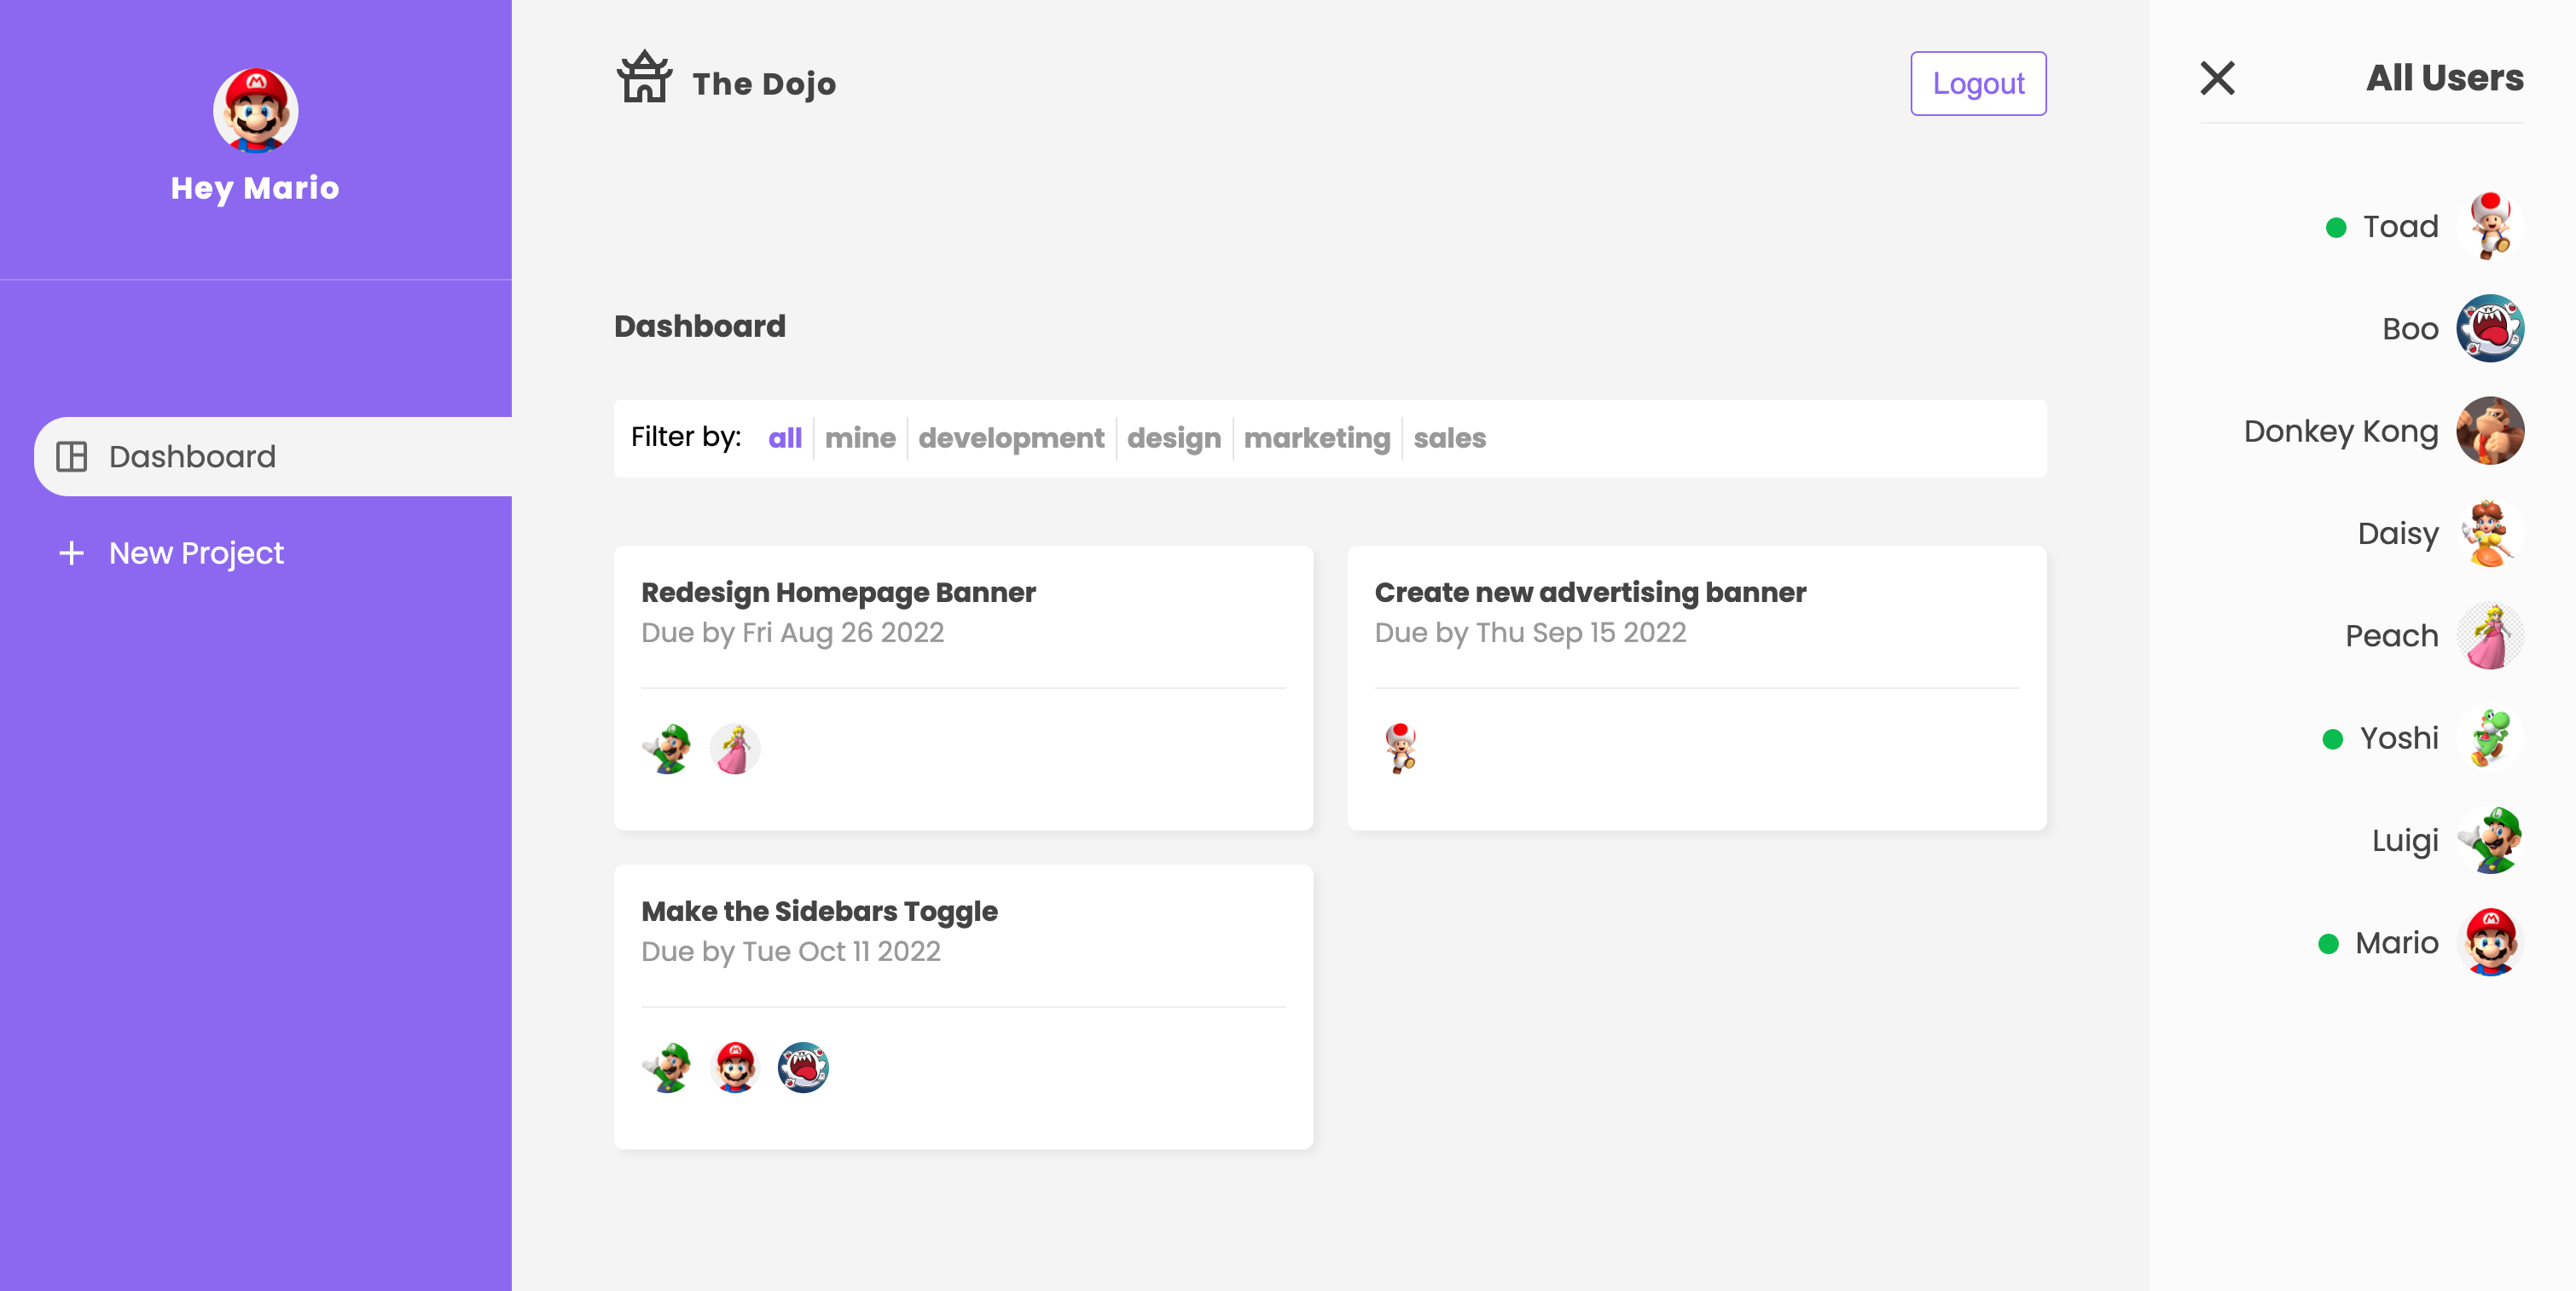 Hey Mario
Dashboard
New Project
The Dojo
Logout
Dashboard
Filter by: all mine development design marketing sales
Redesign Homepage Banner
Due by Fri Aug 26 2022
Create new advertising banner
Due by Thu Sep 15 2022
Make the Sidebars Toggle
Due by Tue Oct 11 2022
All Users
Toad
Boo
Donkey Kong
Daisy
Peach
Yoshi
Luigi
Mario